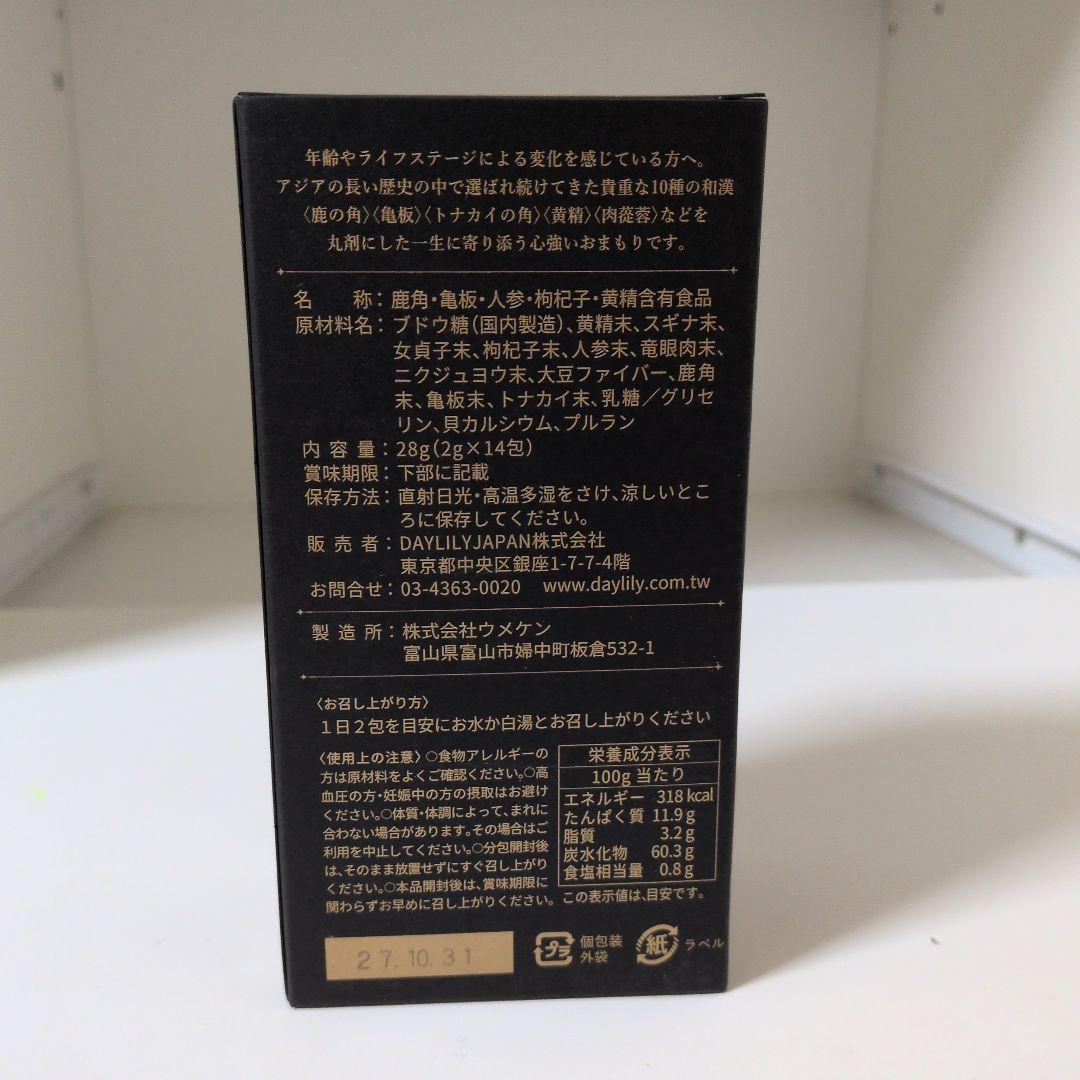 年齢やライフステージによる変化を感じている方へ。
アジアの長い歴史の中で選ばれ続けてきた貴重な10種の和漢
〈鹿の角〉〈亀板〉〈トナカイの角〉〈黄精〉〈肉蓯蓉〉などを
丸剤にした一生に寄り添う心強いおまもりです。
名称：鹿角・亀板・人参・枸杞子・黄精含有食品
原材料名：ブドウ糖（国内製造）、黄精末、スギナ末、
女貞子末、枸杞子末、人参末、竜眼肉末、
ニクジュヨウ末、大豆ファイバー、鹿角
末、亀板末、トナカイ末、乳糖／グリセ
リン、貝カルシウム、プルラン
内容量：28g（2g×14包）
賞味期限：下部に記載
保存方法：直射日光・高温多湿をさけ、涼しいとこ
ろに保存してください。
販売者：DAYLILYJAPAN株式会社
東京都中央区銀座1-7-7-4階
お問合せ：03-4363-0020 www.daylily.com.tw
製造所：株式会社ウメケン
富山県富山市婦中町板倉532-1
〈お召し上がり方〉
1日2包を目安にお水か白湯とお召し上がりください
〈使用上の注意〉○食物アレルギーの
方は原材料をよくご確認ください。○高
血圧の方・妊娠中の方の摂取はお避け
ください。○体質・体調によって、まれに
合わない場合があります。その場合はご
利用を中止してください。○分包開封後
は、そのまま放置せずにすぐ召し上がり
ください。○本品開封後は、賞味期限に
関わらずお早めに召し上がりください。
栄養成分表示
100g当たり
エネルギー 318kcal
たんぱく質 11.9g
脂質 3.2g
炭水化物 60.3g
食塩相当量 0.8g
この表示値は、目安です。
27.10.31
プラ 個包装
外袋
紙 ラベル